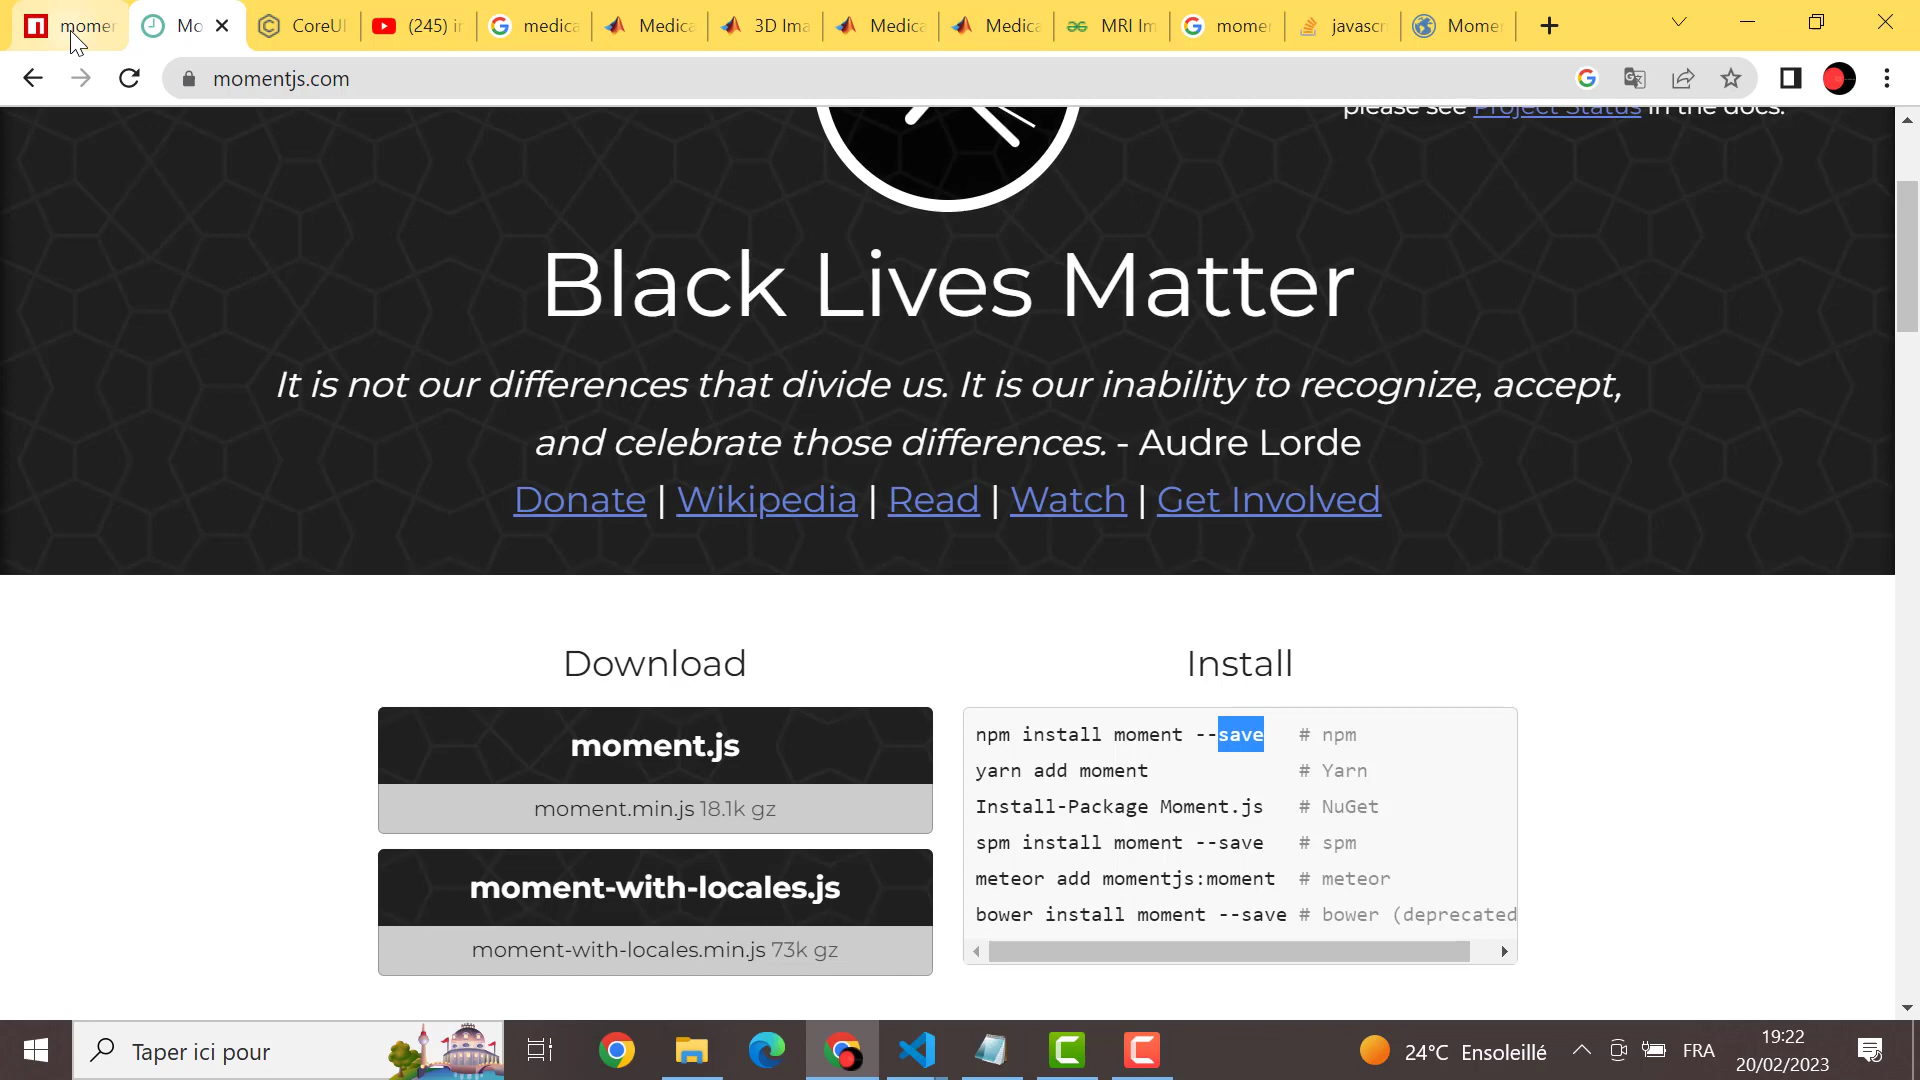 momen
Mo
CoreUI
(245) in
medica
Medica
3D Ima
Medica
Medica
MRI Im
momen
javascr
Momen
momentjs.com
please see Project Status in the docs.
Black Lives Matter
It is not our differences that divide us. It is our inability to recognize, accept,
and celebrate those differences. - Audre Lorde
Donate | Wikipedia | Read | Watch | Get Involved
Download
moment.js
moment.min.js 18.1k gz
moment-with-locales.js
moment-with-locales.min.js 73k gz
Install
npm install moment --save # npm
yarn add moment # Yarn
Install-Package Moment.js # NuGet
spm install moment --save # spm
meteor add momentjs:moment # meteor
bower install moment --save # bower (deprecated
Taper ici pour
24°C Ensoleillé
FRA
19:22
20/02/2023